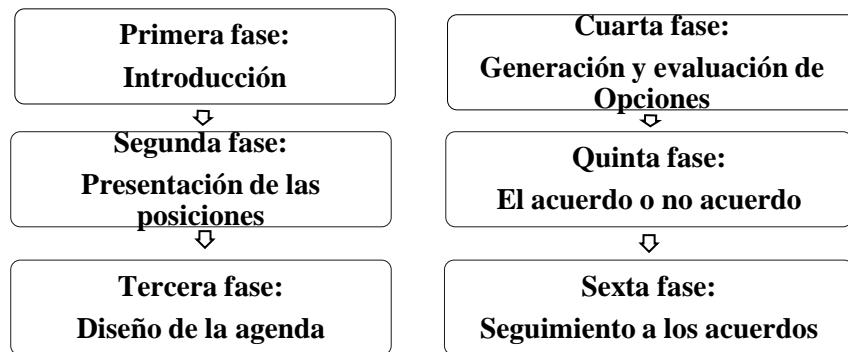 Primera fase:
Introducción
Segunda fase:
Presentación de las
posiciones
Tercera fase:
Diseño de la agenda
Cuarta fase:
Generación y evaluación de
Opciones
Quinta fase:
El acuerdo o no acuerdo
Sexta fase:
Seguimiento a los acuerdos